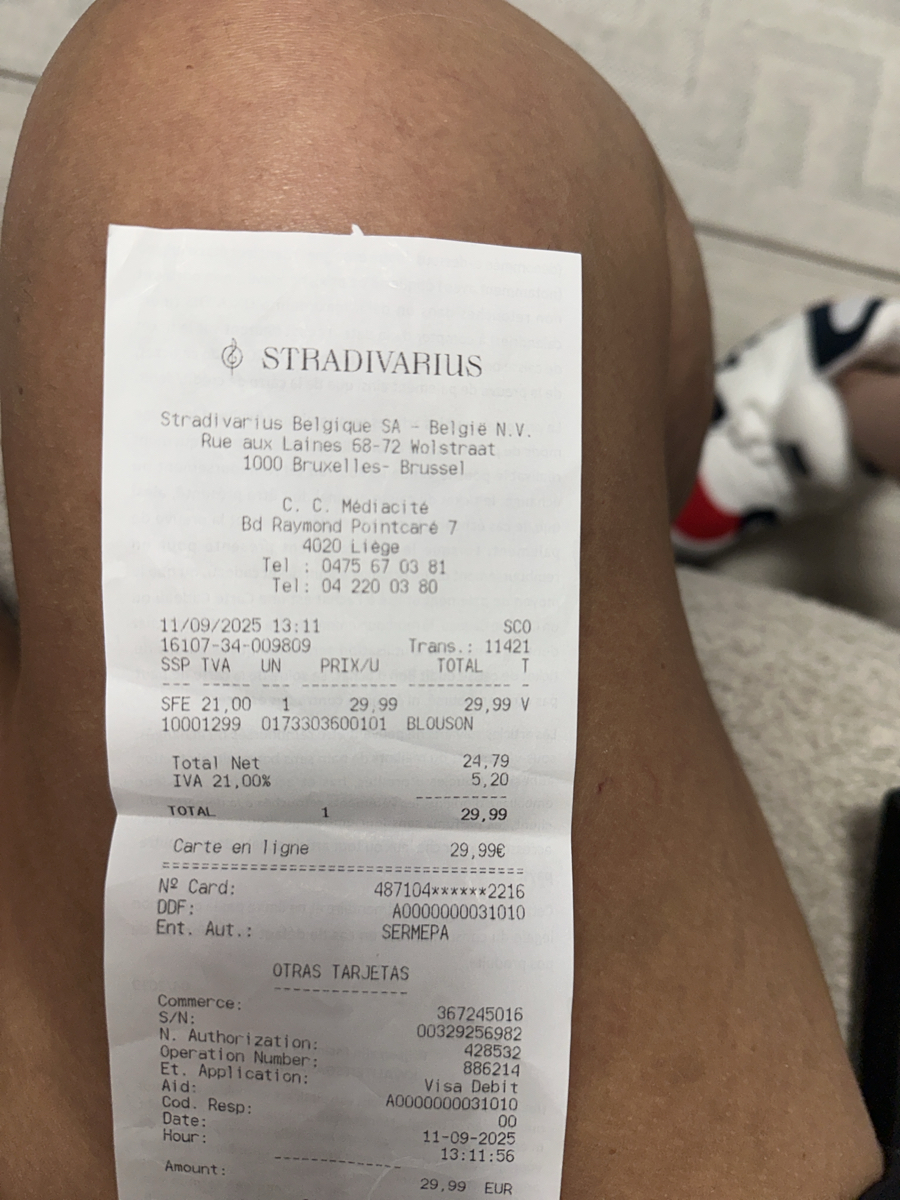 STRADIVARIUS
Stradivarius Belgique SA - België N.V.
Rue aux Laines 68-72 Wolstraat
1000 Bruxelles- Brussel
C. C. Médiacité
Bd Raymond Pointcaré 7
4020 Liège
Tel : 0475 67 03 81
Tel: 04 220 03 80
11/09/2025 13:11 SCO
16107-34-009809 Trans.: 11421
SSP TVA UN PRIX/U TOTAL T
--- ----- --- ---------- ----------- -
SFE 21,00 1 29,99 29,99 V
10001299 0173303600101 BLOUSON
Total Net 24,79
IVA 21,00% 5,20
----------
TOTAL 1 29,99
Carte en ligne 29,99€
========================================
Nº Card: 487104******2216
DDF: A0000000031010
Ent. Aut.: SERMEPA
OTRAS TARJETAS
--------------
Commerce: 367245016
S/N: 00329256982
N. Authorization: 428532
Operation Number: 886214
Et. Application: Visa Debit
Aid: A0000000031010
Cod. Resp: 00
Date: 11-09-2025
Hour: 13:11:56
--------------
Amount: 29,99 EUR